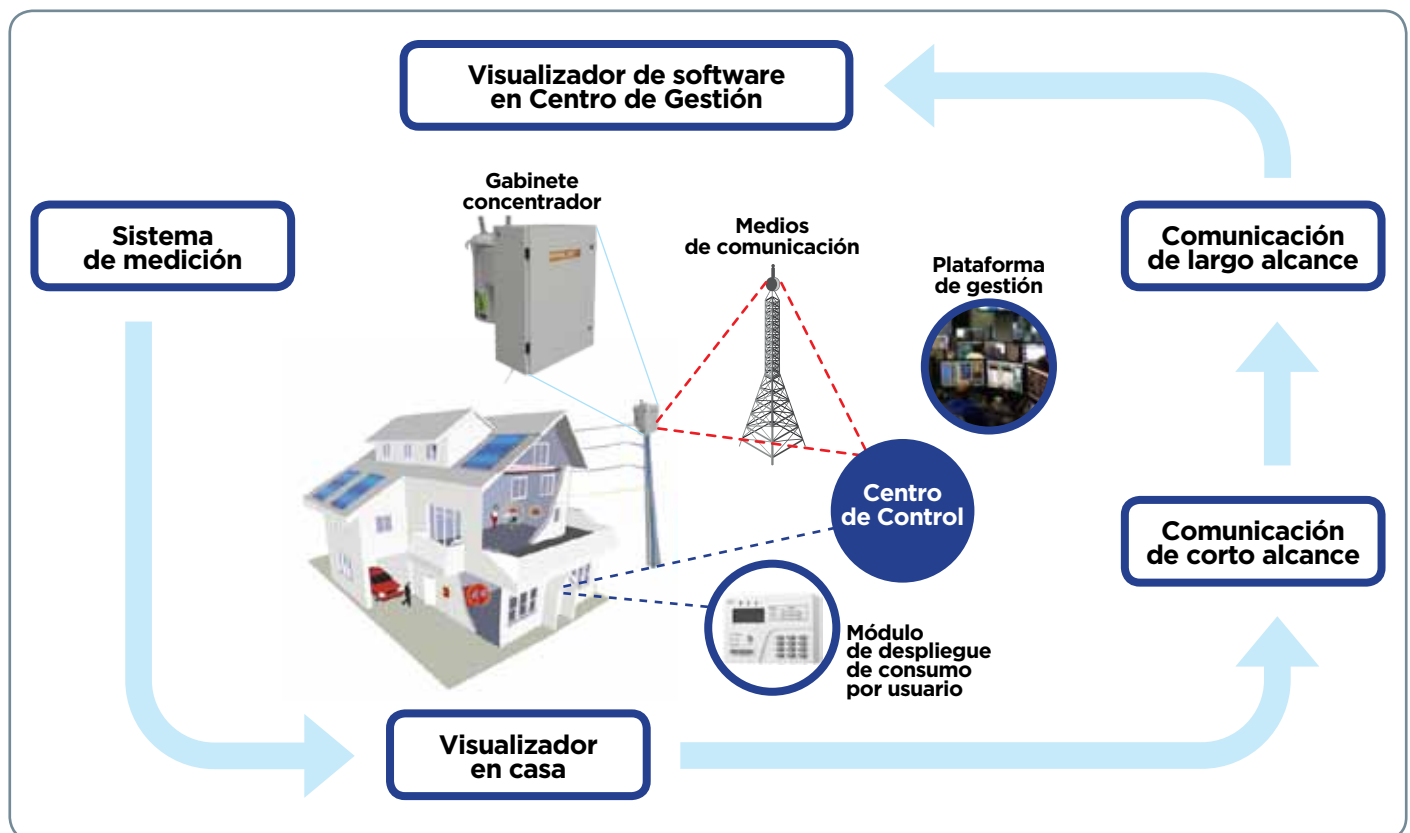 Visualizador de software
en Centro de Gestión
Gabinete
concentrador
Sistema
de medición
Medios
de comunicación
Plataforma
de gestión
Comunicación
de largo alcance
Centro
de Control
Comunicación
de corto alcance
Módulo
de despliegue
de consumo
por usuario
Visualizador
en casa